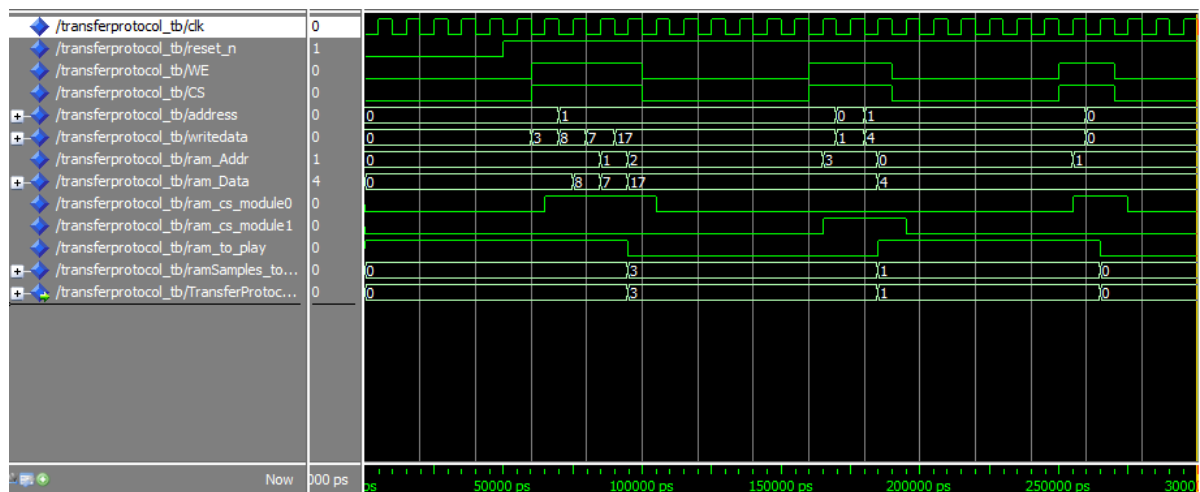 /transferprotocol_tb/clk 0
/transferprotocol_tb/reset_n 1
/transferprotocol_tb/WE 0
/transferprotocol_tb/CS 0
/transferprotocol_tb/address 0 0 1 0 1 0
/transferprotocol_tb/writedata 0 0 3 8 7 17 1 4 0
/transferprotocol_tb/ram_Addr 1 0 1 2 3 0 1
/transferprotocol_tb/ram_Data 4 0 8 7 17 4
/transferprotocol_tb/ram_cs_module0 0
/transferprotocol_tb/ram_cs_module1 0
/transferprotocol_tb/ram_to_play 0
/transferprotocol_tb/ramSamples_to... 0 0 3 1 0
/transferprotocol_tb/TransferProtoc... 0 0 3 1 0
Now 000 ps ps 50000 ps 100000 ps 150000 ps 200000 ps 250000 ps 3000